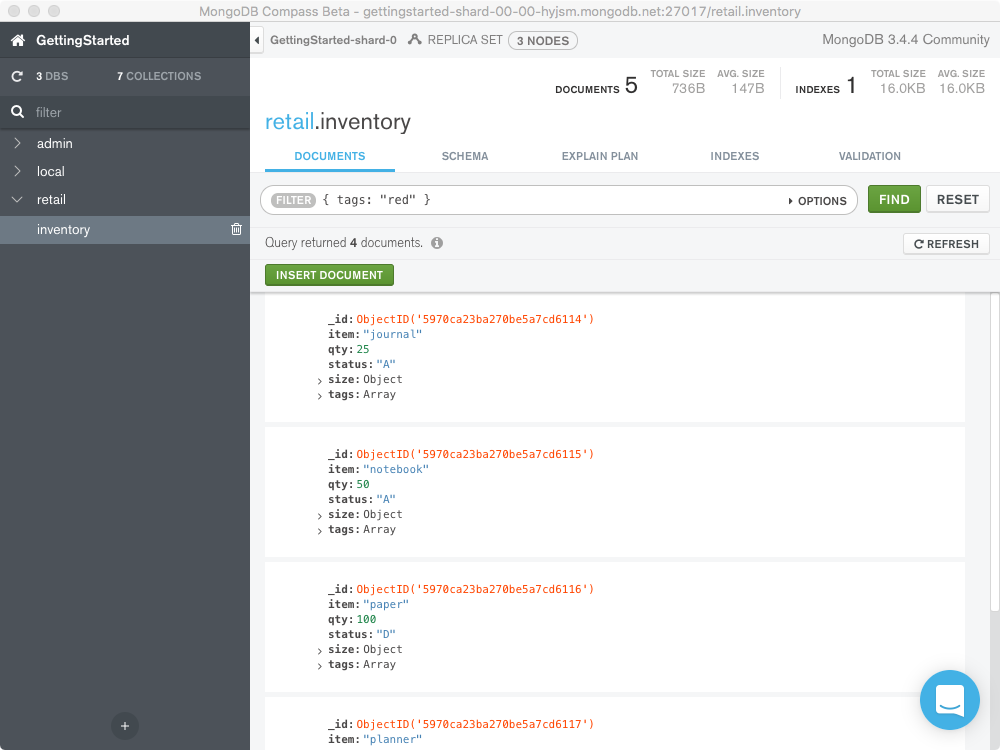 MongoDB Compass Beta - gettingstarted-shard-00-00-hyjsm.mongodb.net:27017/retail.inventory
GettingStarted
3 DBS 7 COLLECTIONS
filter
admin
local
retail
inventory
GettingStarted-shard-0 REPLICA SET 3 NODES MongoDB 3.4.4 Community
DOCUMENTS 5 TOTAL SIZE 736B AVG. SIZE 147B INDEXES 1 TOTAL SIZE 16.0KB AVG. SIZE 16.0KB
retail.inventory
DOCUMENTS SCHEMA EXPLAIN PLAN INDEXES VALIDATION
FILTER { tags: "red" } OPTIONS FIND RESET
Query returned 4 documents. REFRESH
INSERT DOCUMENT
_id: ObjectID('5970ca23ba270be5a7cd6114')
item: "journal"
qty: 25
status: "A"
size: Object
tags: Array
_id: ObjectID('5970ca23ba270be5a7cd6115')
item: "notebook"
qty: 50
status: "A"
size: Object
tags: Array
_id: ObjectID('5970ca23ba270be5a7cd6116')
item: "paper"
qty: 100
status: "D"
size: Object
tags: Array
_id: ObjectID('5970ca23ba270be5a7cd6117')
item: "planner"